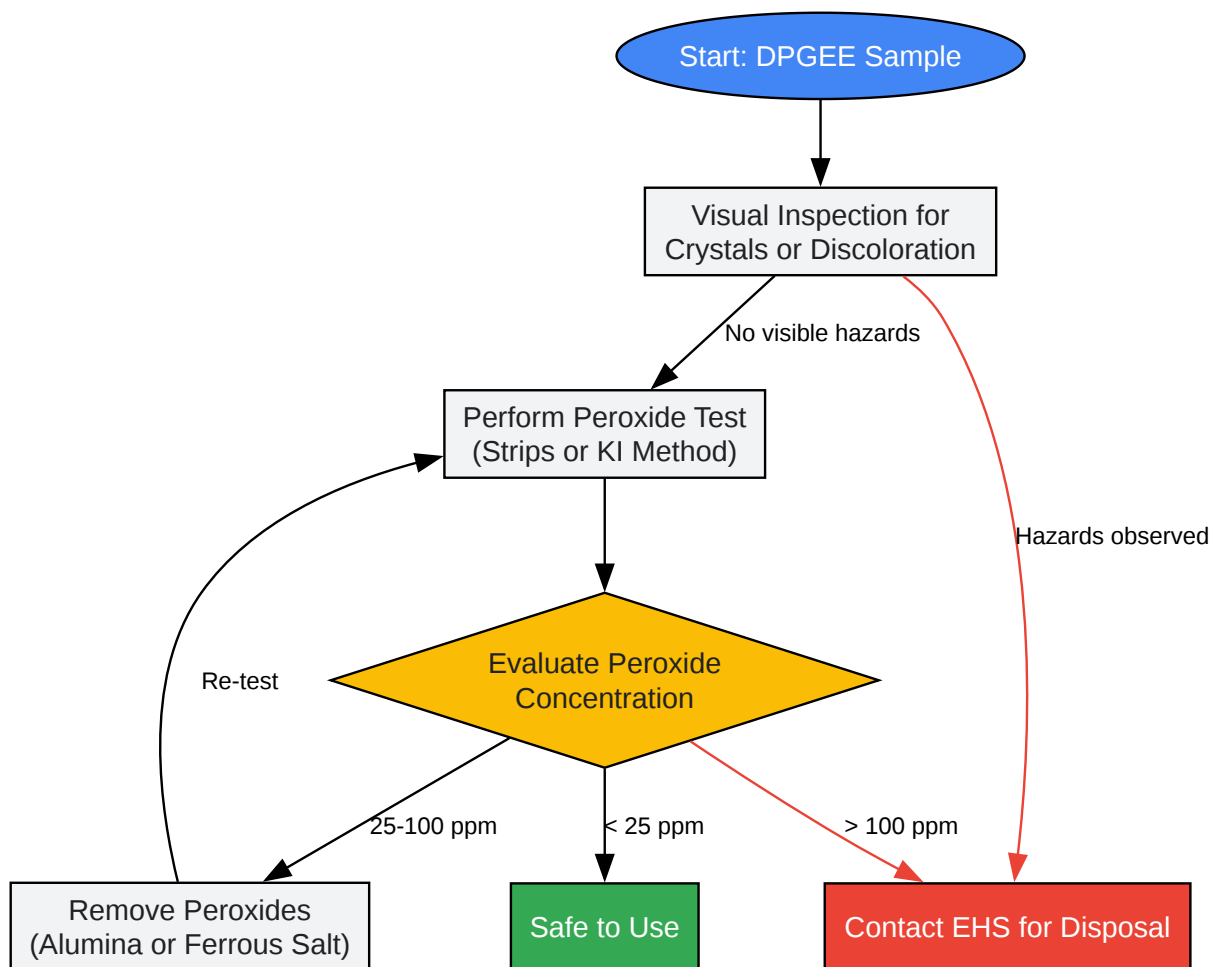 Start: DPGEE Sample
Visual Inspection for
Crystals or Discoloration
No visible hazards
Perform Peroxide Test
(Strips or KI Method)
Hazards observed
Evaluate Peroxide
Concentration
Re-test
25-100 ppm
< 25 ppm
> 100 ppm
Remove Peroxides
(Alumina or Ferrous Salt)
Safe to Use
Contact EHS for Disposal